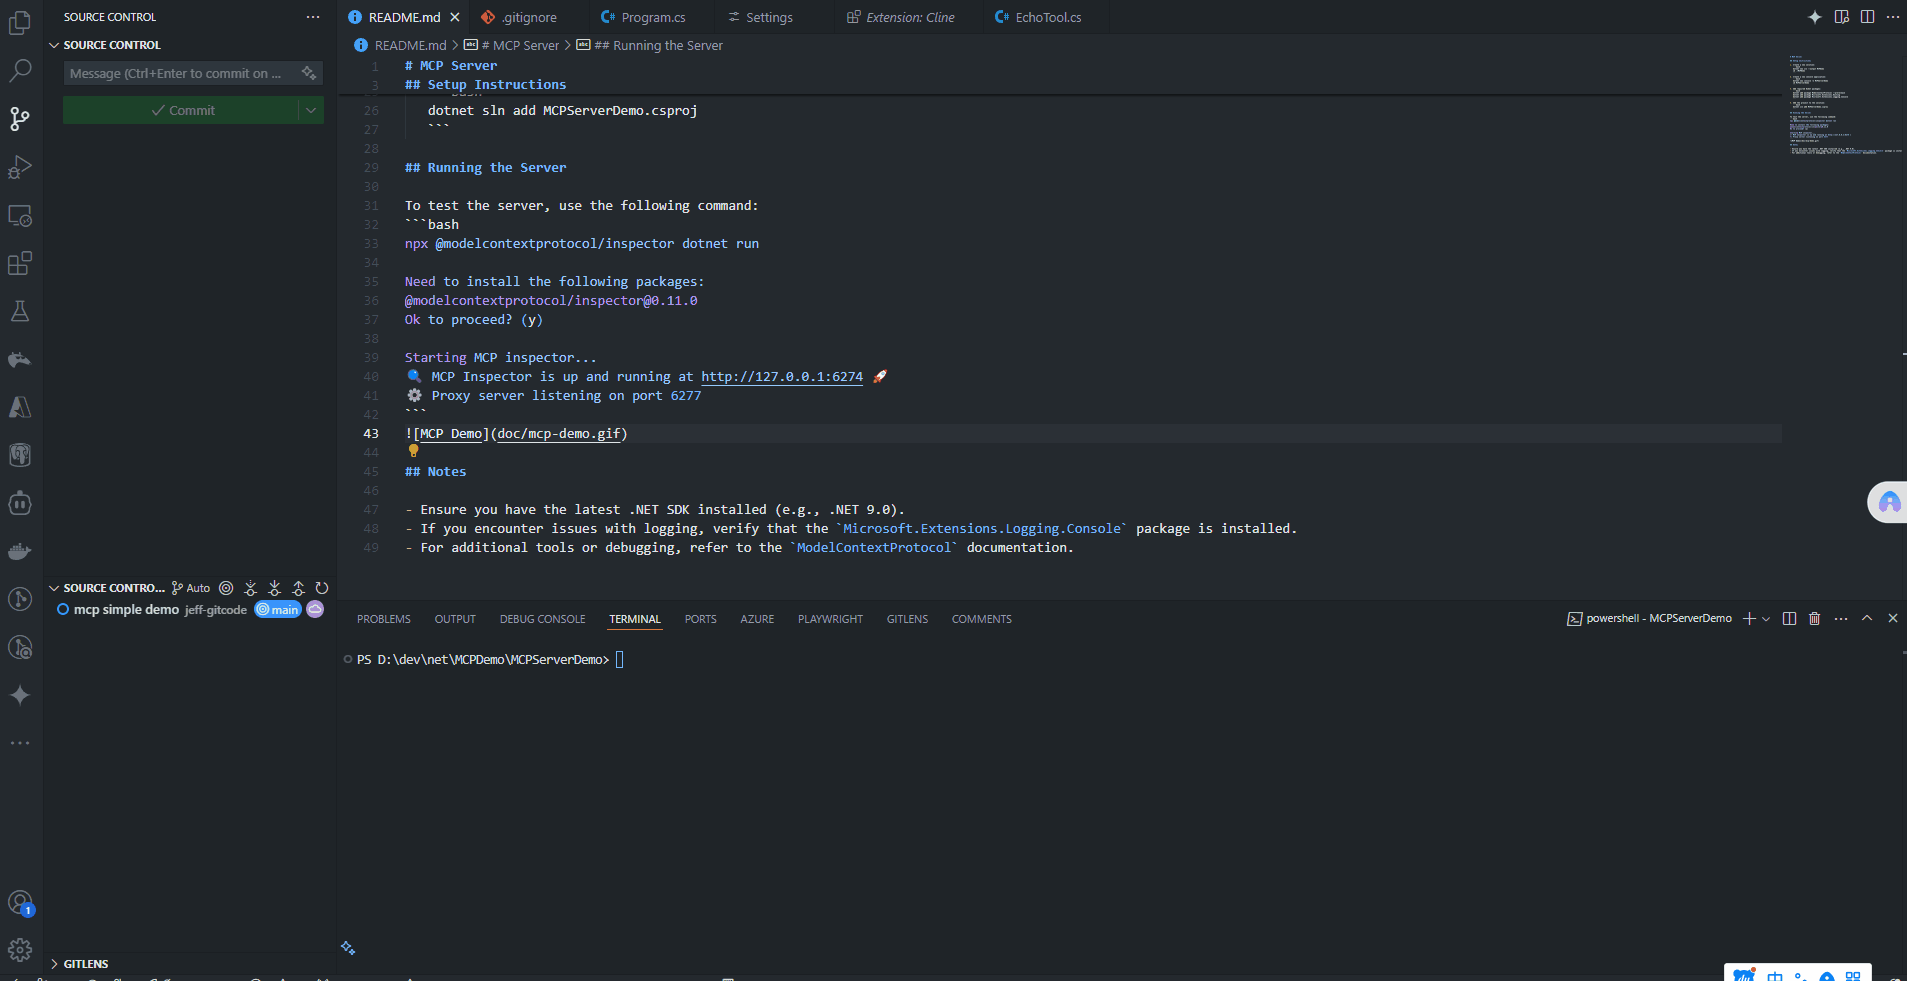 SOURCE CONTROL
SOURCE CONTROL
Message (Ctrl+Enter to commit on ...
Commit
SOURCE CONTRO... Auto
mcp simple demo jeff-gitcode main
GITLENS
1
README.md
.gitignore
Program.cs
Settings
Extension: Cline
EchoTool.cs
README.md > # MCP Server > ## Running the Server
1 # MCP Server
3 ## Setup Instructions
26 dotnet sln add MCPServerDemo.csproj
27 ```
28
29 ## Running the Server
30
31 To test the server, use the following command:
32 ```bash
33 npx @modelcontextprotocol/inspector dotnet run
34
35 Need to install the following packages:
36 @modelcontextprotocol/inspector@0.11.0
37 Ok to proceed? (y)
38
39 Starting MCP inspector...
40 🔍 MCP Inspector is up and running at http://127.0.0.1:6274 🚀
41 ⚙️ Proxy server listening on port 6277
42 ```
43 ![MCP Demo](doc/mcp-demo.gif)
44
45 ## Notes
46
47 - Ensure you have the latest .NET SDK installed (e.g., .NET 9.0).
48 - If you encounter issues with logging, verify that the `Microsoft.Extensions.Logging.Console` package is installed.
49 - For additional tools or debugging, refer to the `ModelContextProtocol` documentation.
PROBLEMS OUTPUT DEBUG CONSOLE TERMINAL PORTS AZURE PLAYWRIGHT GITLENS COMMENTS
powershell - MCPServerDemo
PS D:\dev\net\MCPDemo\MCPServerDemo>